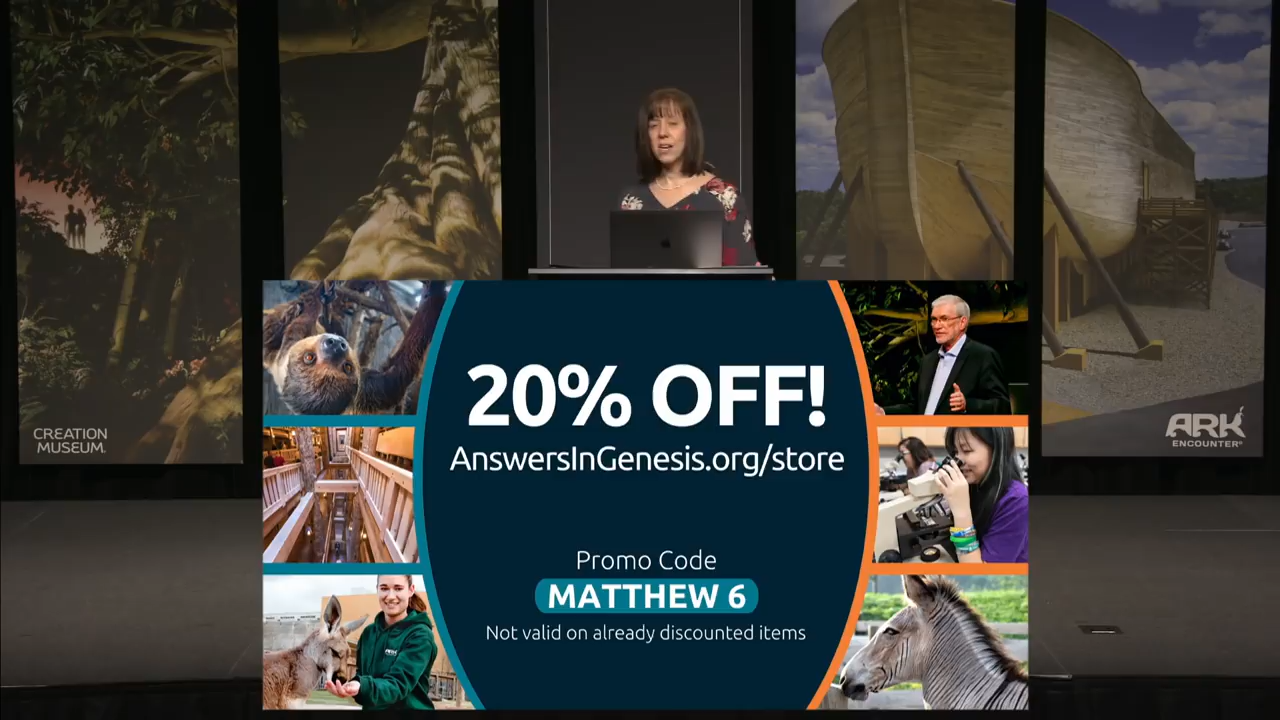 CREATION
MUSEUM
ARK
ENCOUNTER
20% OFF!
AnswersInGenesis.org/store
Promo Code
MATTHEW 6
Not valid on already discounted items